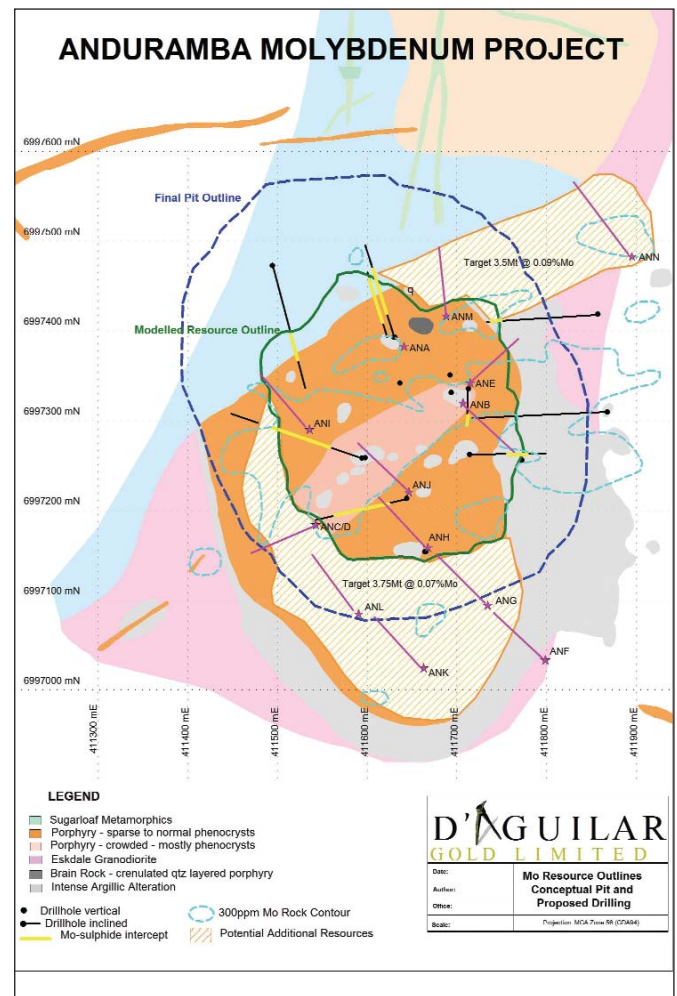 ANDURAMBA MOLYBDENUM PROJECT
6997600 mN
Final Pit Outline
6997500 mN
Target 3.5Mt @ 0.09%Mo
ANN
q
ANM
6997400 mN
Modelled Resource Outline
ANA
ANE
ANB
6997300 mN
ANI
ANJ
6997200 mN
ANC/D
ANH
Target 3.75Mt @ 0.07%Mo
6997100 mN
ANL
ANG
ANF
ANK
6997000 mN
411300 mE
411400 mE
411500 mE
411600 mE
411700 mE
411800 mE
411900 mE
LEGEND
Sugarloaf Metamorphics
Porphyry - sparse to normal phenocrysts
Porphyry - crowded - mostly phenocrysts
Eskdale Granodiorite
Brain Rock - crenulated qtz layered porphyry
Intense Argillic Alteration
Drillhole vertical
Drillhole inclined
Mo-sulphide intercept
300ppm Mo Rock Contour
Potential Additional Resources
D'AGUILAR
GOLD LIMITED
Date:
Author:
Office:
Scale:
Mo Resource Outlines
Conceptual Pit and
Proposed Drilling
Projection: MGA Zone 56 (GDA94)